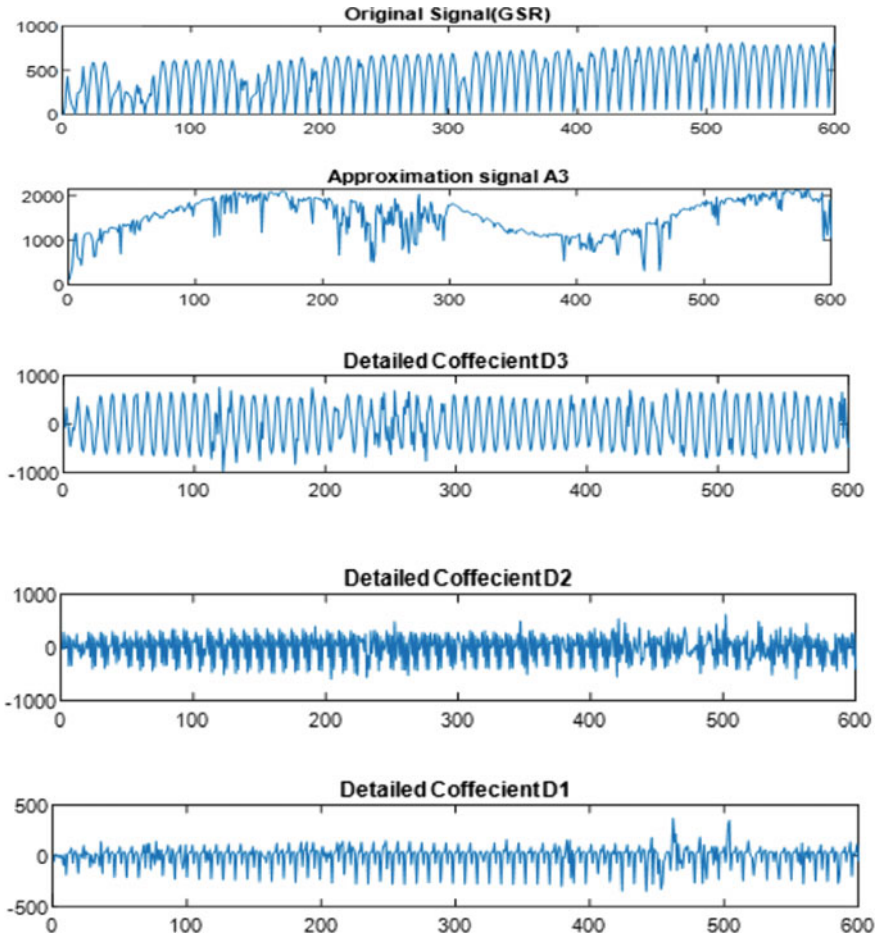 Original Signal(GSR)
1000
500
0
0 100 200 300 400 500 600
Approximation signal A3
2000
1000
0
0 100 200 300 400 500 600
Detailed Coffecient D3
1000
0
-1000
0 100 200 300 400 500 600
Detailed Coffecient D2
1000
0
-1000
0 100 200 300 400 500 600
Detailed Coffecient D1
500
0
-500
0 100 200 300 400 500 600